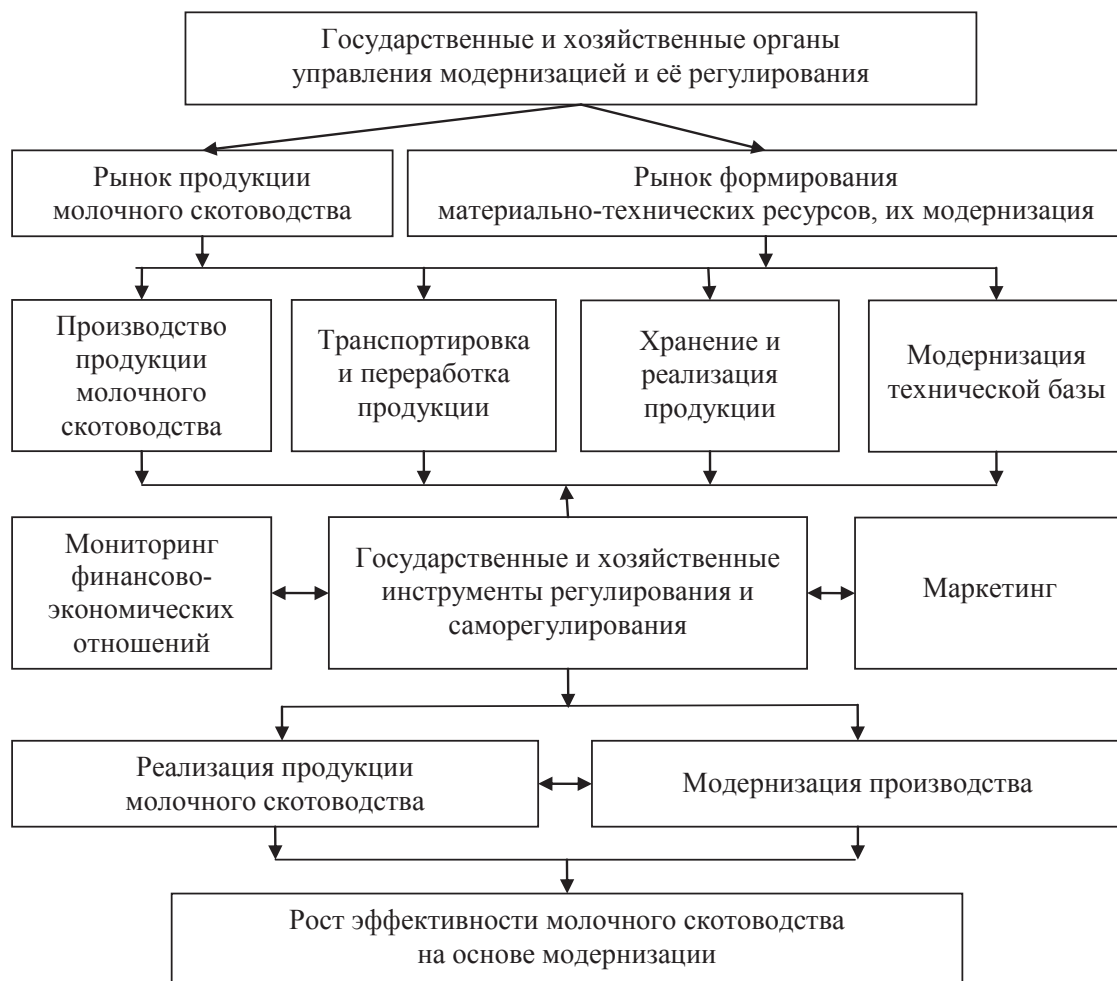 Государственные и хозяйственные органы
управления модернизацией и её регулирования
Рынок продукции
молочного скотоводства
Рынок формирования
материально-технических ресурсов, их модернизация
Производство
продукции
молочного
скотоводства
Транспортировка
и переработка
продукции
Хранение и
реализация
продукции
Модернизация
технической базы
Мониторинг
финансово-
экономических
отношений
Государственные и хозяйственные
инструменты регулирования и
саморегулирования
Маркетинг
Реализация продукции
молочного скотоводства
Модернизация производства
Рост эффективности молочного скотоводства
на основе модернизации